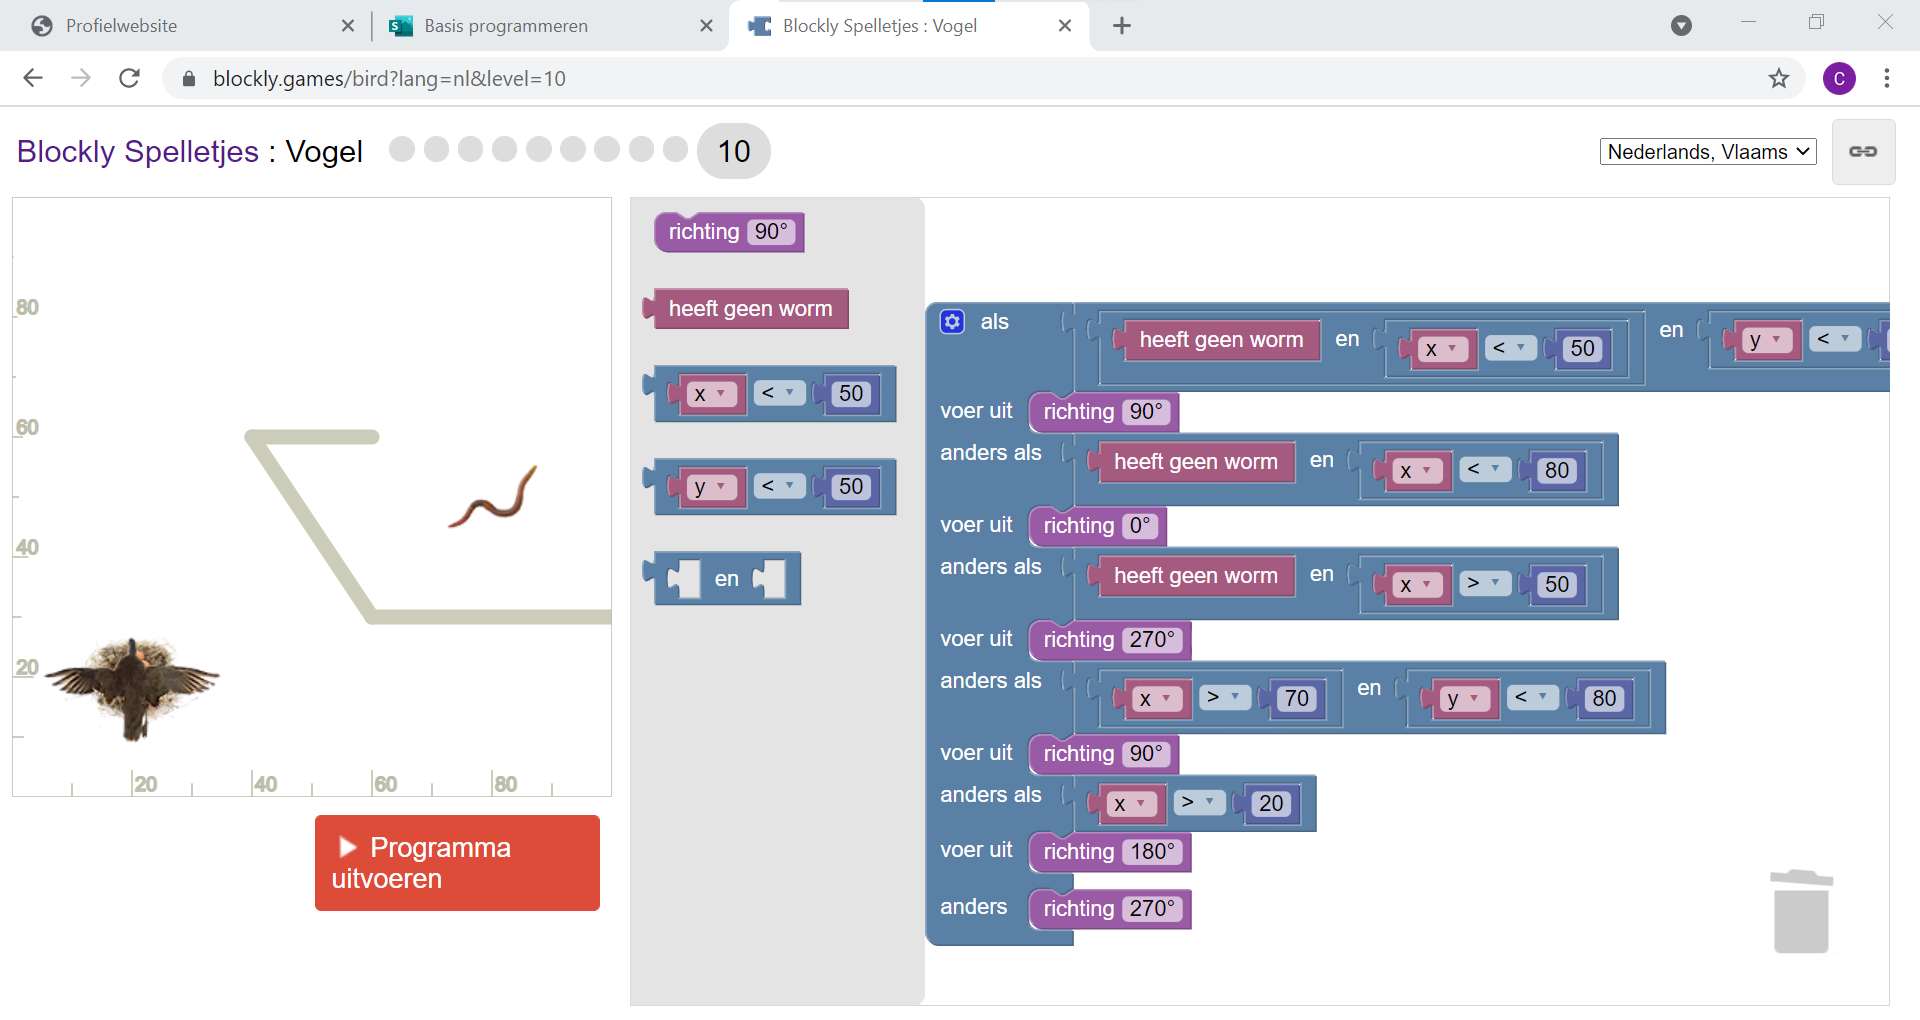 Profielwebsite
Basis programmeren
Blockly Spelletjes : Vogel
blockly.games/bird?lang=nl&level=10
C
Blockly Spelletjes : Vogel
10
Nederlands, Vlaams
80
60
40
20
20
40
60
80
Programma
uitvoeren
richting 90°
heeft geen worm
x < 50
y < 50
en
als heeft geen worm en x < 50 en y <
voer uit richting 90°
anders als heeft geen worm en x < 80
voer uit richting 0°
anders als heeft geen worm en x > 50
voer uit richting 270°
anders als x > 70 en y < 80
voer uit richting 90°
anders als x > 20
voer uit richting 180°
anders richting 270°